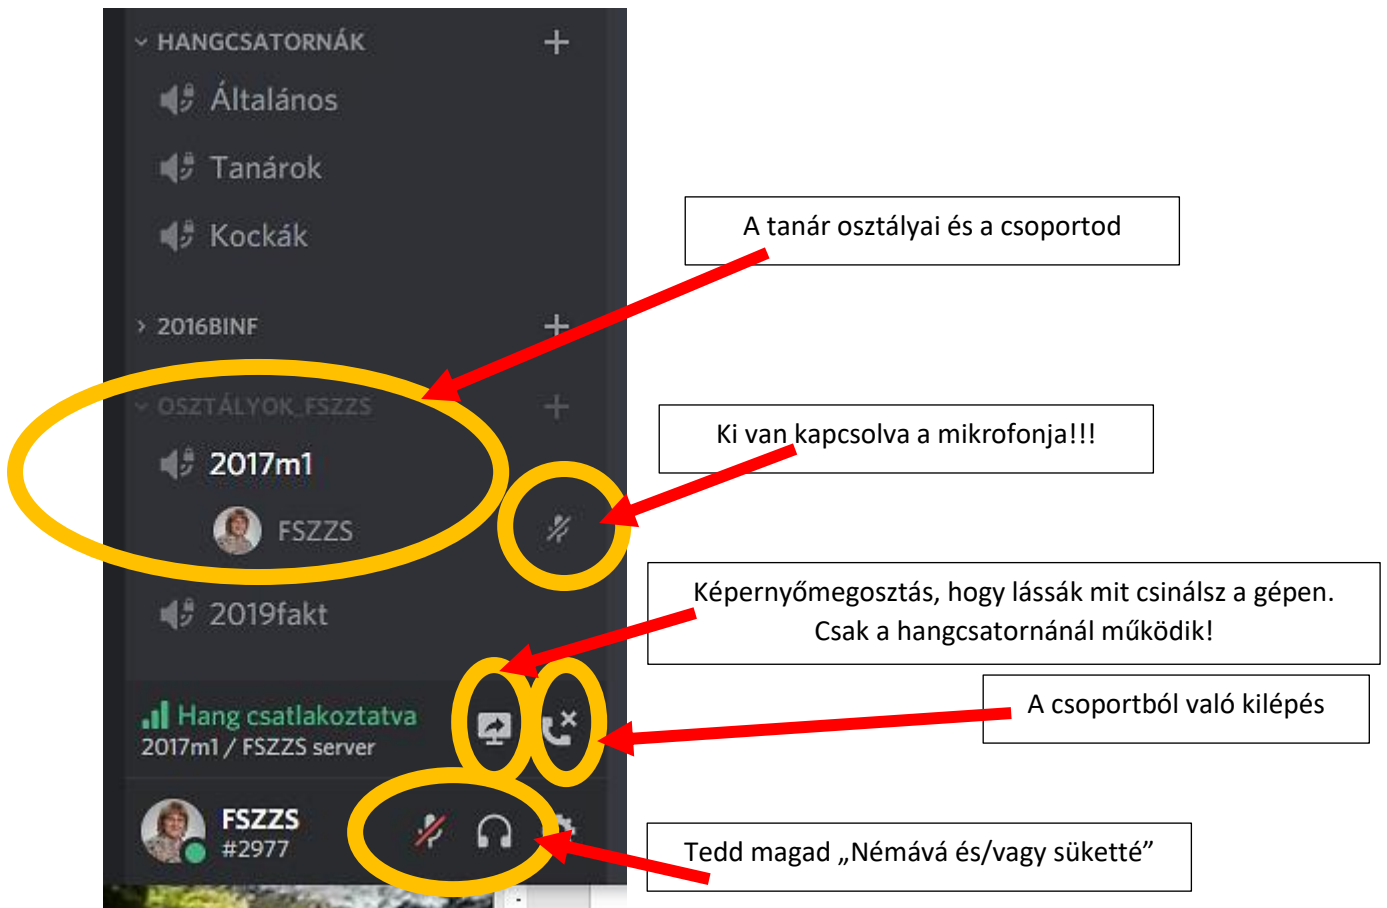 HANGCSATORNÁK
Általános
Tanárok
Kockák
2016BINF
OSZTÁLYOK_FSZZS
2017m1
FSZZS
2019fakt
Hang csatlakoztatva
2017m1 / FSZZS server
FSZZS
#2977
A tanár osztályai és a csoportod
Ki van kapcsolva a mikrofonja!!!
Képernyőmegosztás, hogy lássák mit csinálsz a gépen.
Csak a hangcsatornánál működik!
A csoportból való kilépés
Tedd magad „Némává és/vagy süketté”